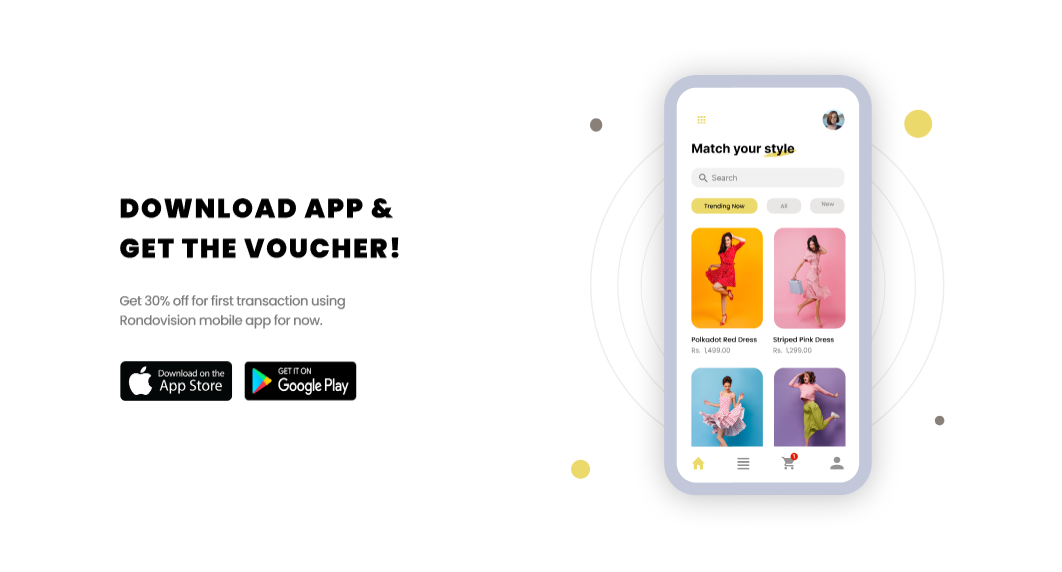 DOWNLOAD APP &
GET THE VOUCHER!
Get 30% off for first transaction using
Rondovision mobile app for now.
Download on the
App Store
GET IT ON
Google Play
Match your style
Search
Trending Now
All
New
Polkadot Red Dress
Rs. 1,499.00
Striped Pink Dress
Rs. 1,299.00
1